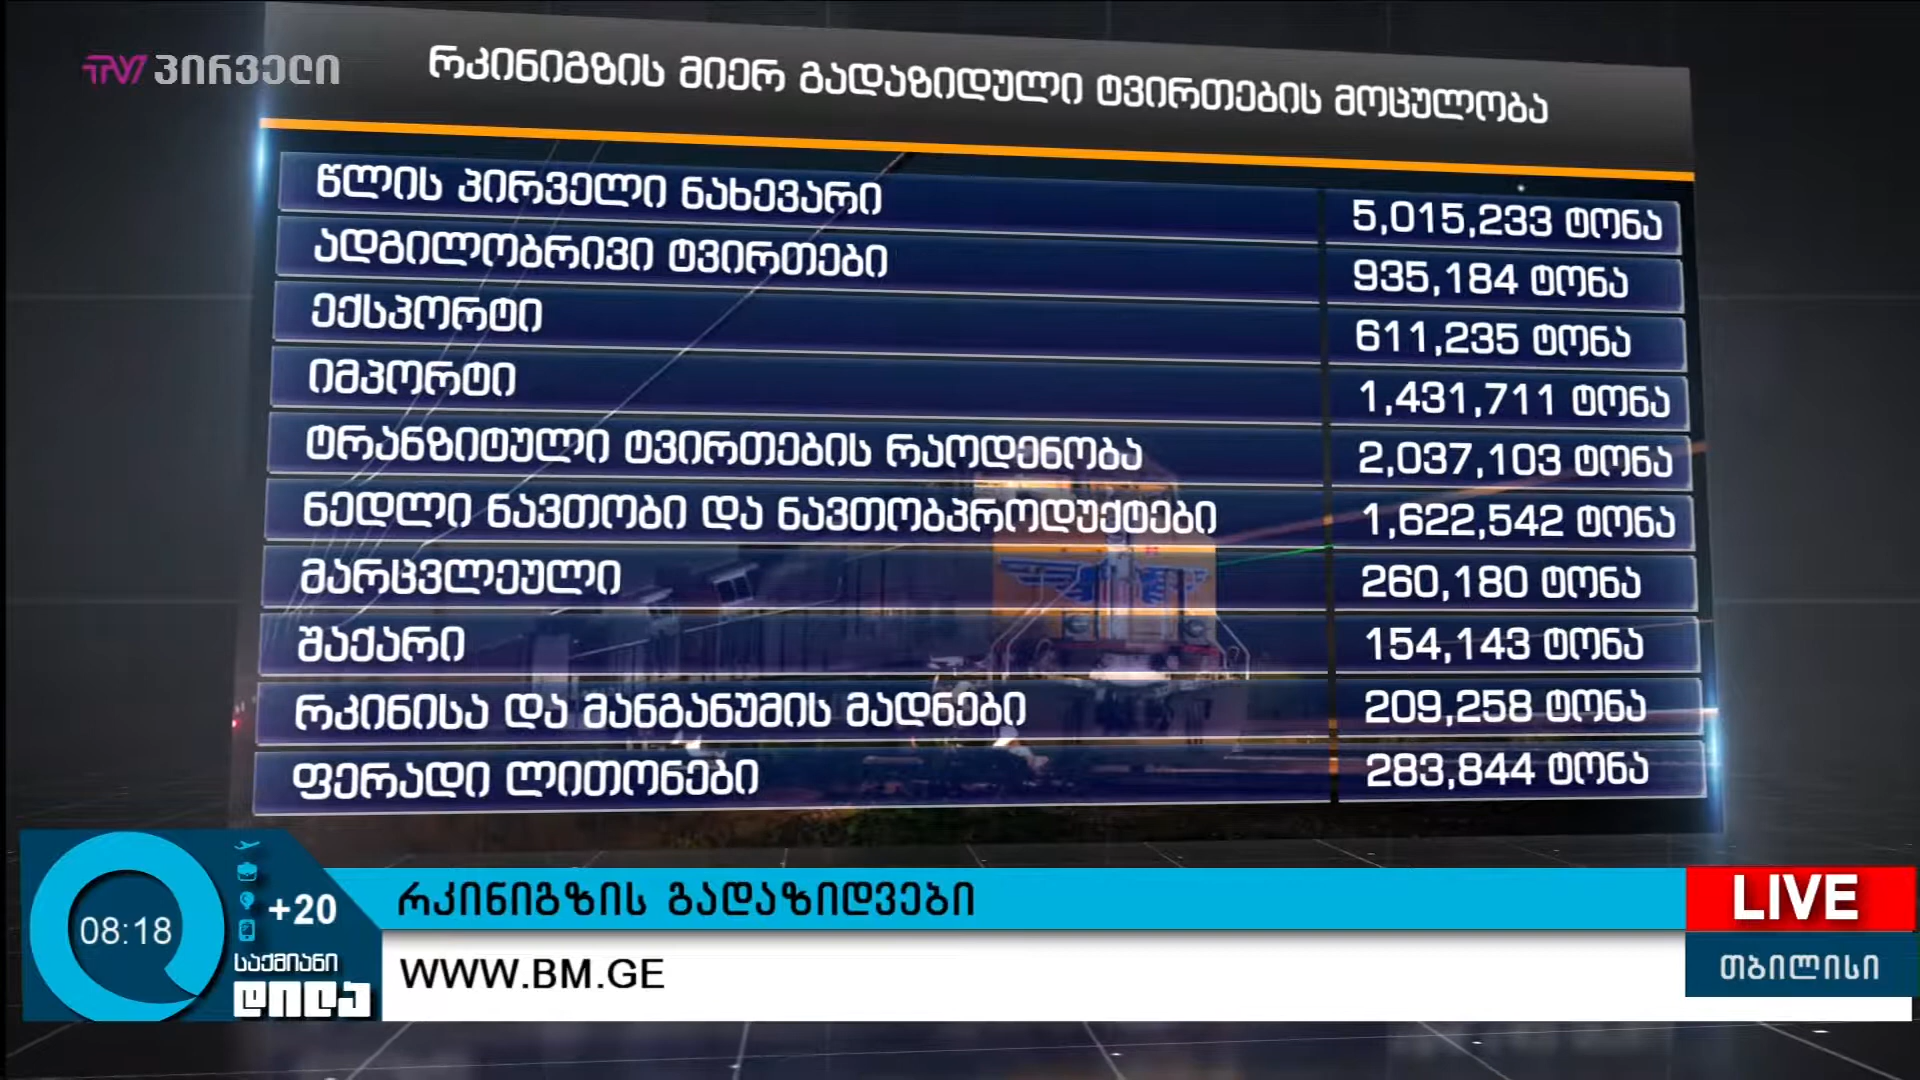 TV პირველი
რკინიგზის მიერ გადაზიდული ტვირთების მოცულობა
წლის პირველი ნახევარი 5,015,233 ტონა
ადგილობრივი ტვირთები 935,184 ტონა
ექსპორტი 611,235 ტონა
იმპორტი 1,431,711 ტონა
ტრანზიტული ტვირთების რაოდენობა 2,037,103 ტონა
ნედლი ნავთობი და ნავთობპროდუქტები 1,622,542 ტონა
მარცვლეული 260,180 ტონა
შაქარი 154,143 ტონა
რკინისა და მანგანუმის მადნები 209,258 ტონა
ფერადი ლითონები 283,844 ტონა
08:18
+20
საქმიანი
დილა
რკინიგზის გადაზიდვები
WWW.BM.GE
LIVE
თბილისი